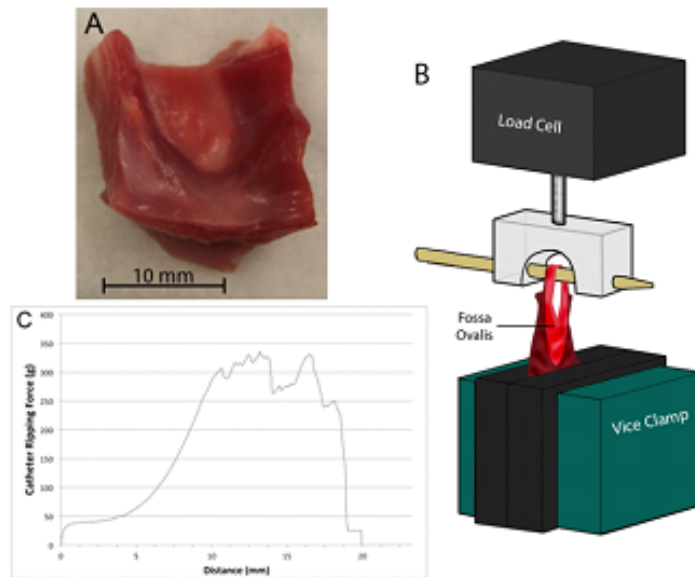 A
10 mm
B
Load Cell
Fossa
Ovalis
Vice Clamp
C
Catheter Ripping Force (g)
400
350
300
250
200
150
100
50
0
0
5
10
15
20
Distance (mm)